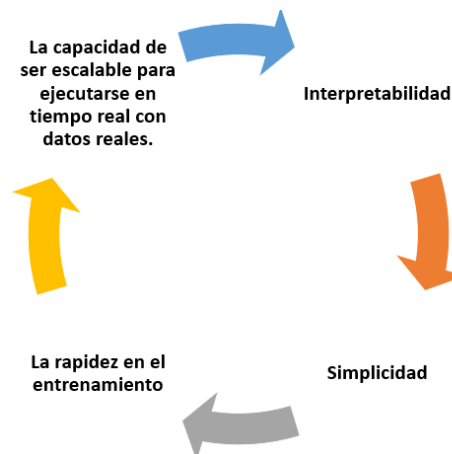 La capacidad de
ser escalable para
ejecutarse en
tiempo real con
datos reales.
Interpretabilidad
Simplicidad
La rapidez en el
entrenamiento